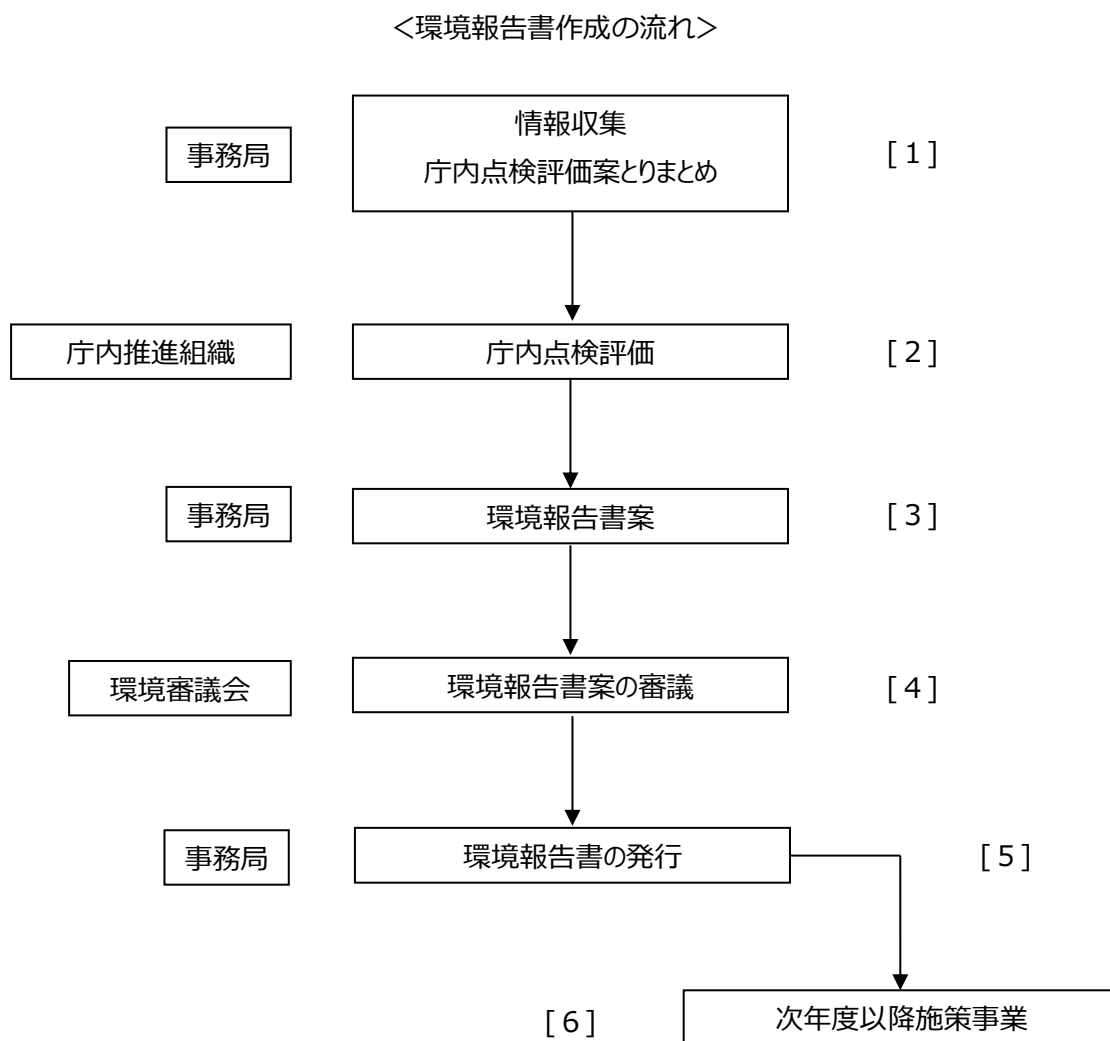 ＜環境報告書作成の流れ＞
情報収集
事務局
庁内点検評価案とりまとめ
[１]
庁内推進組織
庁内点検評価
[２]
事務局
環境報告書案
[３]
環境審議会
環境報告書案の審議
[４]
事務局
環境報告書の発行
[５]
[６]
次年度以降施策事業